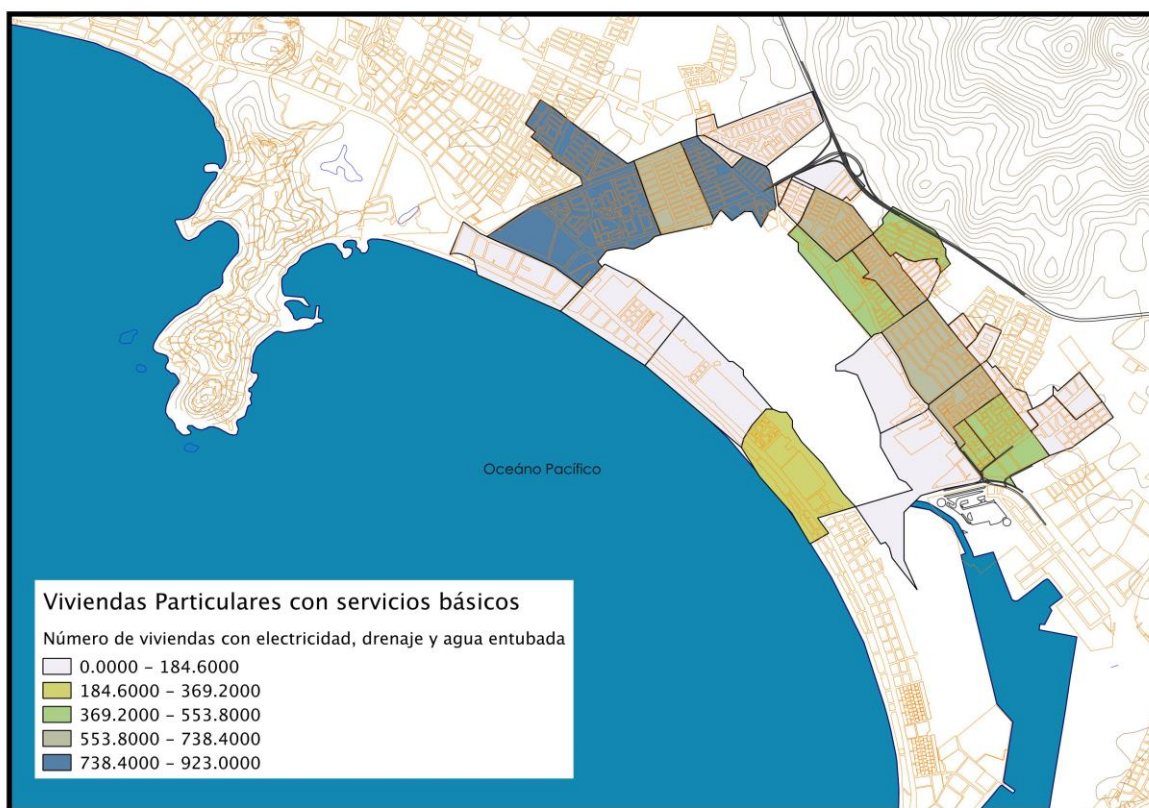 Oceáno Pacífico
Viviendas Particulares con servicios básicos
Número de viviendas con electricidad, drenaje y agua entubada
0.0000 – 184.6000
184.6000 – 369.2000
369.2000 – 553.8000
553.8000 – 738.4000
738.4000 – 923.0000